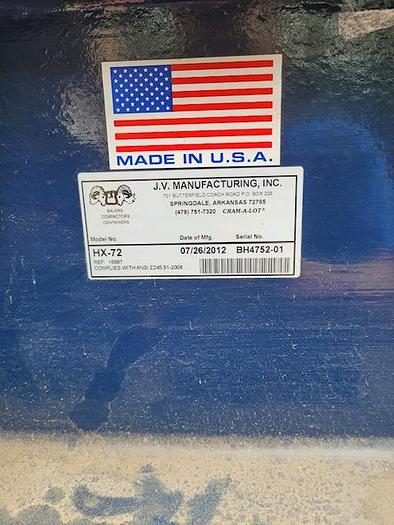 MADE IN U.S.A.
J.V. MANUFACTURING, INC.
701 BUTTERFIELD COACH ROAD P.O. BOX 229
SPRINGDALE, ARKANSAS 72765
(479) 751-7320 CRAM-A-LOT®
BALERS
COMPACTORS
CONTAINERS
Model No. Date of Mfg. Serial No.
HX-72 07/26/2012 BH4752-01
REF: 16997
COMPLIES WITH ANSI Z245.51-2008